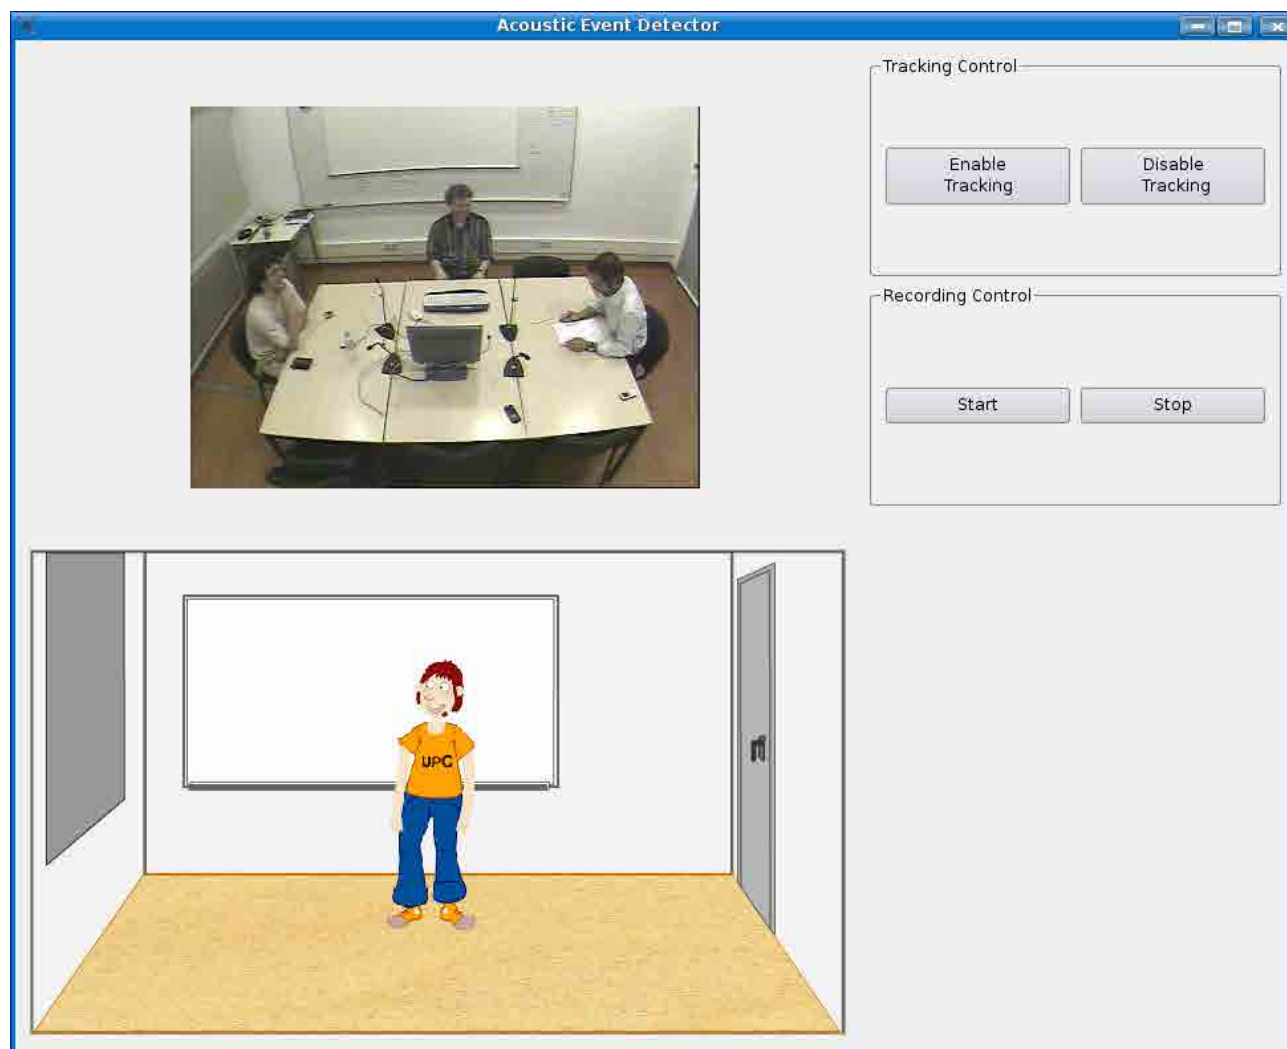 Acoustic Event Detector
Tracking Control
Enable
Tracking
Disable
Tracking
Recording Control
Start
Stop
UPC